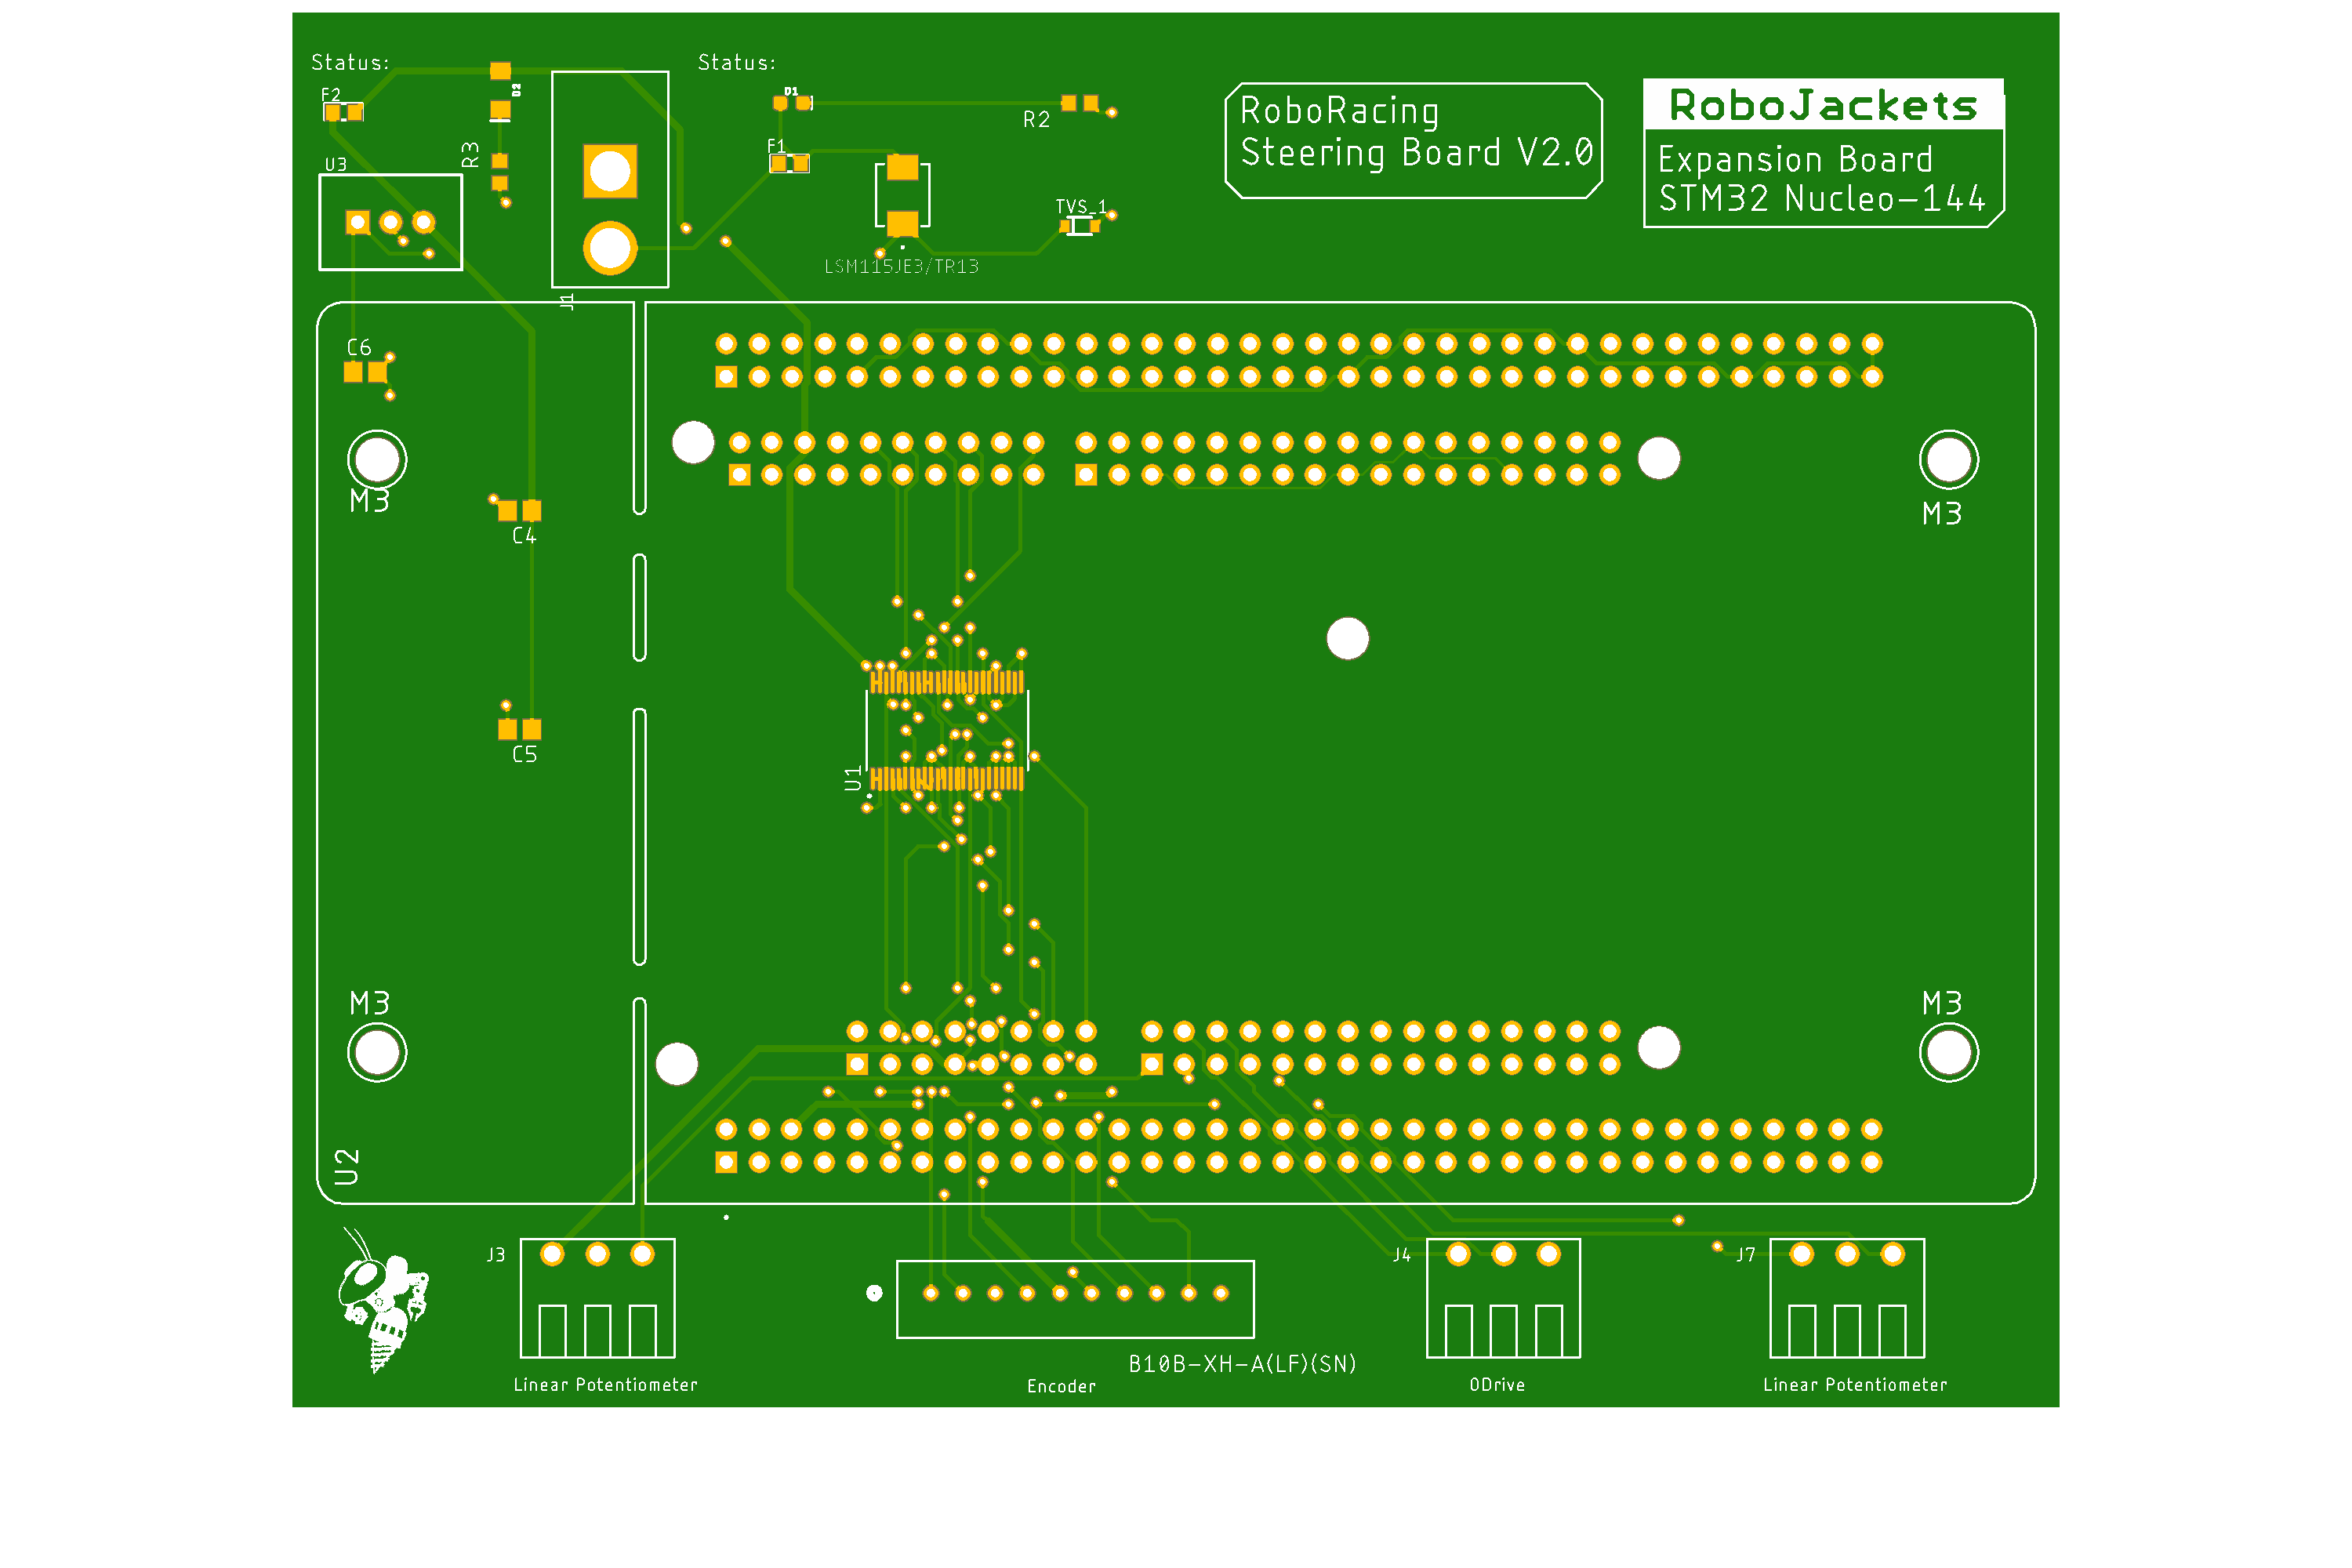 Status:
Status:
F2
D2
D1
RoboRacing
Steering Board V2.0
RoboJackets
Expansion Board
STM32 Nucleo-144
R2
R3
F1
U3
TVS_1
LSM115JE3/TR13
J1
C6
M3
M3
C4
C5
U1
M3
M3
U2
J3
J4
J7
B10B-XH-A(LF)(SN)
Linear Potentiometer
Encoder
ODrive
Linear Potentiometer